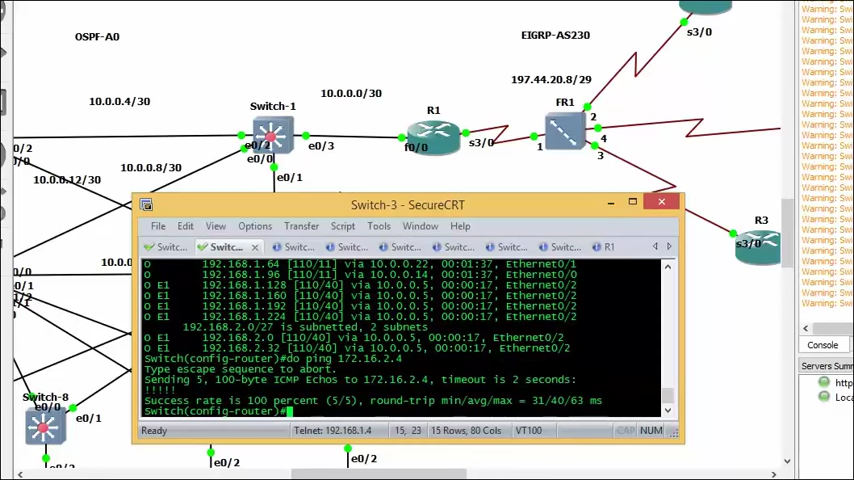 OSPF-A0
EIGRP-AS230
s3/0
197.44.20.8/29
10.0.0.4/30
10.0.0.0/30
Switch-1
R1
FR1
2
4
1
3
e0/2
e0/0
e0/3
f0/0
s3/0
10.0.0.8/30
10.0.0.12/30
e0/1
R3
s3/0
Switch-3 - SecureCRT
File Edit View Options Transfer Script Tools Window Help
Switc... Switc... Switc... Switc... Switc... Switc... Switc... Switc... R1
O 192.168.1.64 [110/11] via 10.0.0.22, 00:01:37, Ethernet0/1
O 192.168.1.96 [110/11] via 10.0.0.14, 00:01:37, Ethernet0/0
O E1 192.168.1.128 [110/40] via 10.0.0.5, 00:00:17, Ethernet0/2
O E1 192.168.1.160 [110/40] via 10.0.0.5, 00:00:17, Ethernet0/2
O E1 192.168.1.192 [110/40] via 10.0.0.5, 00:00:17, Ethernet0/2
O E1 192.168.1.224 [110/40] via 10.0.0.5, 00:00:17, Ethernet0/2
192.168.2.0/27 is subnetted, 2 subnets
O E1 192.168.2.0 [110/40] via 10.0.0.5, 00:00:17, Ethernet0/2
O E1 192.168.2.32 [110/40] via 10.0.0.5, 00:00:17, Ethernet0/2
Switch(config-router)#do ping 172.16.2.4
Type escape sequence to abort.
Sending 5, 100-byte ICMP Echos to 172.16.2.4, timeout is 2 seconds:
!!!!!
Success rate is 100 percent (5/5), round-trip min/avg/max = 31/40/63 ms
Switch(config-router)#
Ready Telnet: 192.168.1.4 15, 23 15 Rows, 80 Cols VT100 CAP NUM
Switch-8
e0/0
e0/1
e0/2
e0/2
Console
Servers Summ
http
Loca